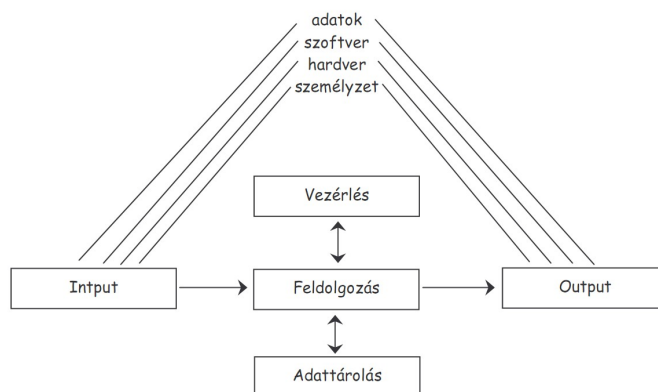 adatok
szoftver
hardver
személyzet
Vezérlés
Intput
Feldolgozás
Output
Adattárolás